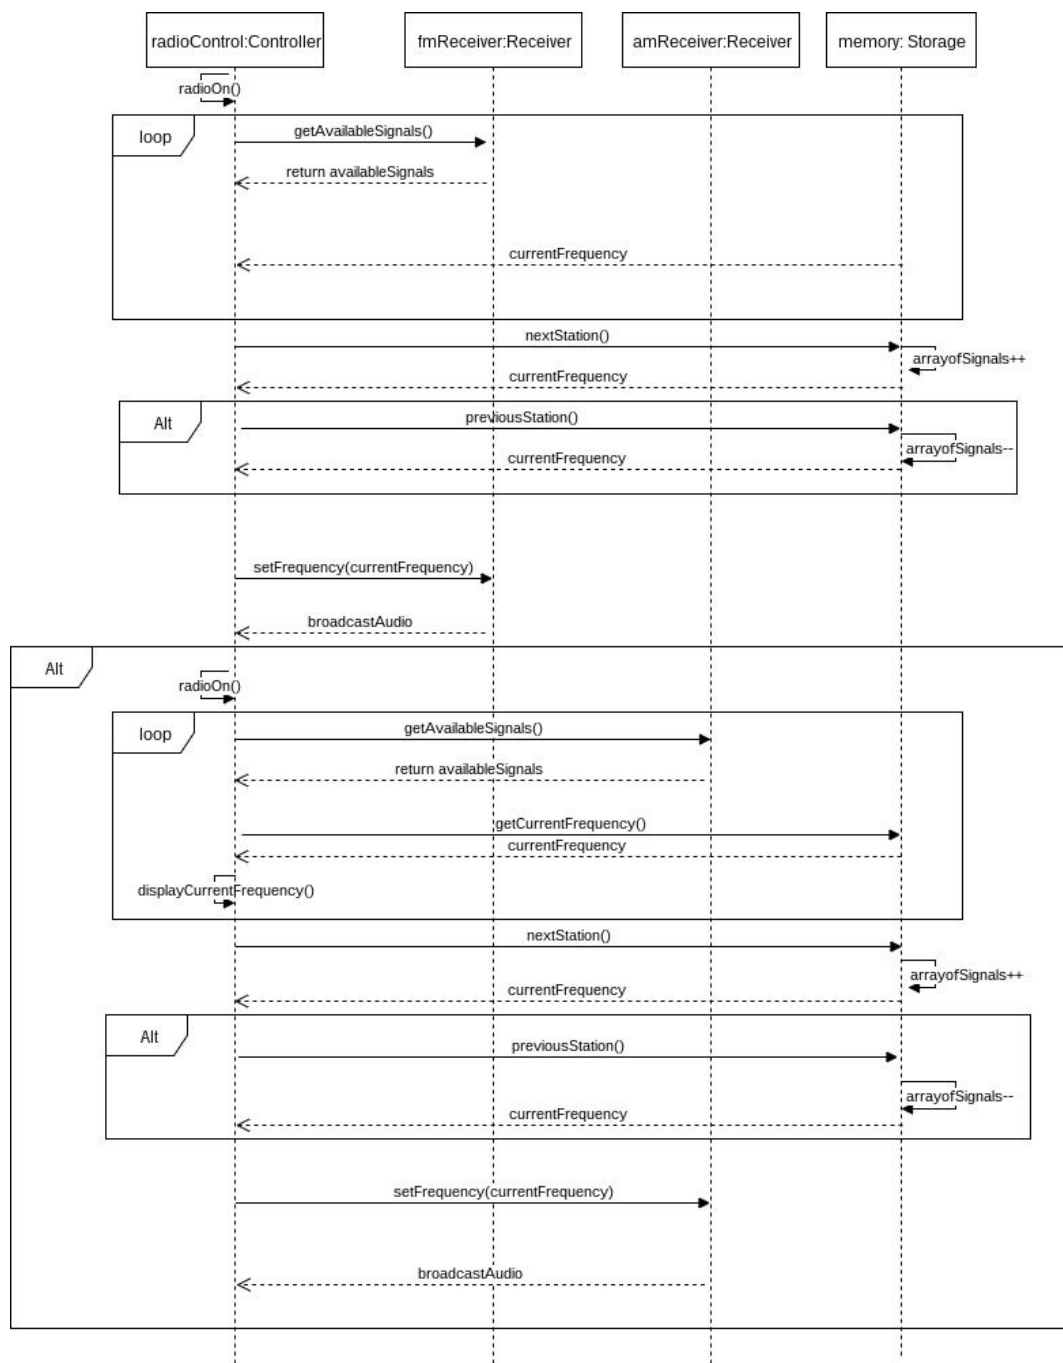 radioControl:Controller
fmReceiver:Receiver
amReceiver:Receiver
memory: Storage
radioOn()
loop
getAvailableSignals()
return availableSignals
currentFrequency
nextStation()
arrayofSignals++
currentFrequency
Alt
previousStation()
arrayofSignals--
currentFrequency
setFrequency(currentFrequency)
broadcastAudio
Alt
radioOn()
loop
getAvailableSignals()
return availableSignals
getCurrentFrequency()
currentFrequency
displayCurrentFrequency()
nextStation()
arrayofSignals++
currentFrequency
Alt
previousStation()
arrayofSignals--
currentFrequency
setFrequency(currentFrequency)
broadcastAudio